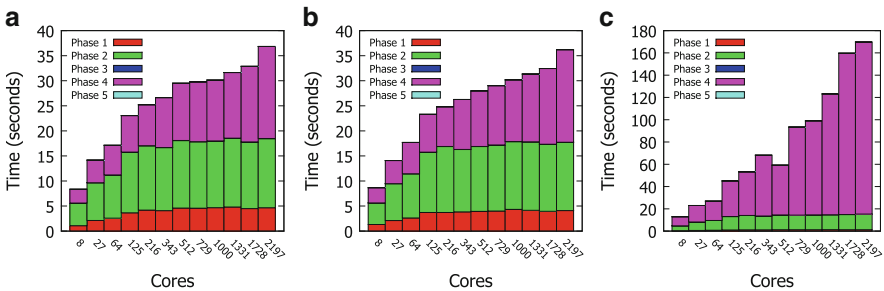 a
Time (seconds)
40
35
30
25
20
15
10
5
0
Phase 1
Phase 2
Phase 3
Phase 4
Phase 5
8
27
64
125
216
343
512
729
1000
1331
1728
2197
Cores
b
Time (seconds)
40
35
30
25
20
15
10
5
0
Phase 1
Phase 2
Phase 3
Phase 4
Phase 5
8
27
64
125
216
343
512
729
1000
1331
1728
2197
Cores
c
Time (seconds)
180
160
140
120
100
80
60
40
20
0
Phase 1
Phase 2
Phase 3
Phase 4
Phase 5
8
27
64
125
216
343
512
729
1000
1331
1728
2197
Cores